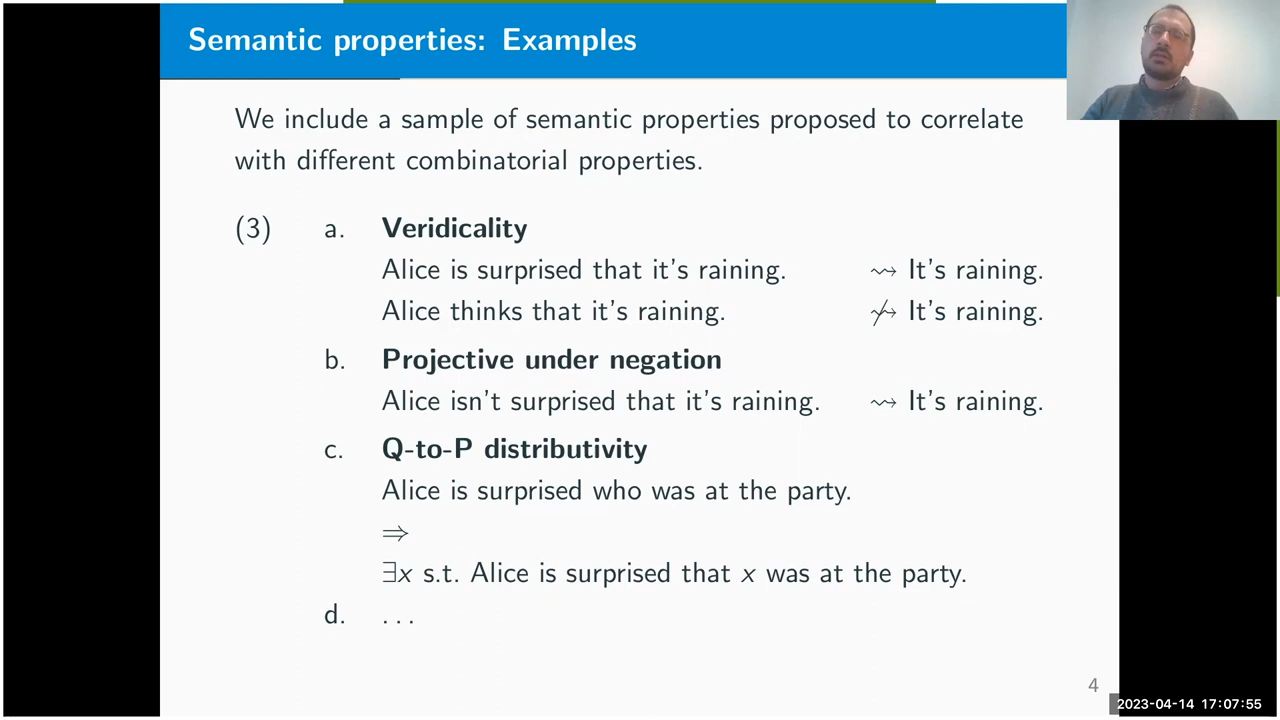 Semantic properties: Examples
We include a sample of semantic properties proposed to correlate
with different combinatorial properties.
(3) a. Veridicality
Alice is surprised that it's raining. ⇝ It's raining.
Alice thinks that it's raining. ⇝̸ It's raining.
b. Projective under negation
Alice isn't surprised that it's raining. ⇝ It's raining.
c. Q-to-P distributivity
Alice is surprised who was at the party.
⇒
∃x s.t. Alice is surprised that x was at the party.
d. . . .
4
2023-04-14 17:07:55